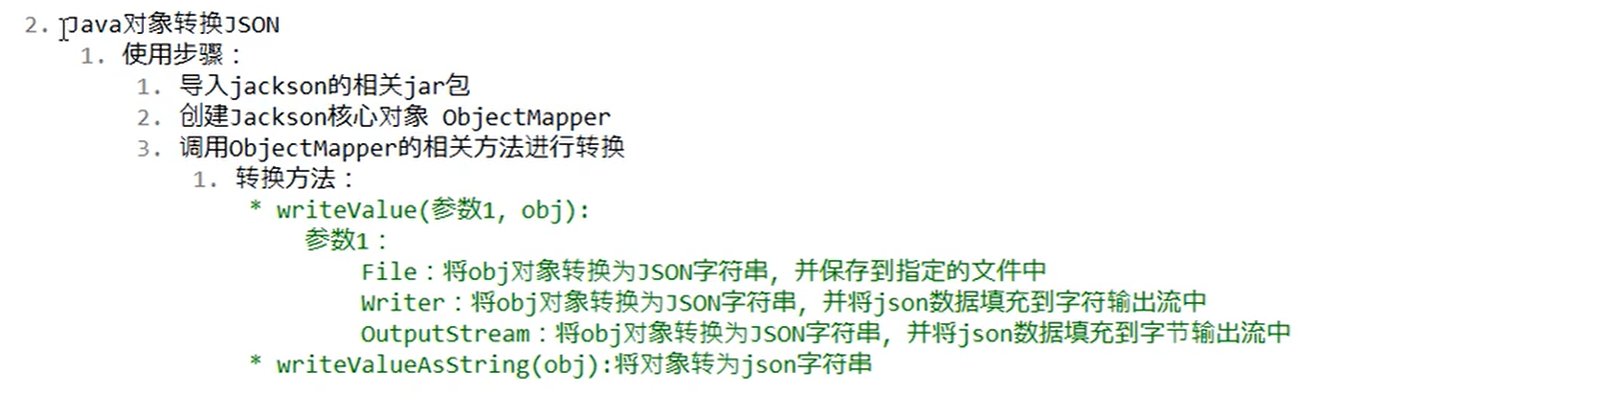 2. Java对象转换JSON
1. 使用步骤：
1. 导入jackson的相关jar包
2. 创建Jackson核心对象 ObjectMapper
3. 调用ObjectMapper的相关方法进行转换
1. 转换方法：
* writeValue(参数1, obj):
参数1：
File：将obj对象转换为JSON字符串，并保存到指定的文件中
Writer：将obj对象转换为JSON字符串，并将json数据填充到字符输出流中
OutputStream：将obj对象转换为JSON字符串，并将json数据填充到字节输出流中
* writeValueAsString(obj):将对象转为json字符串